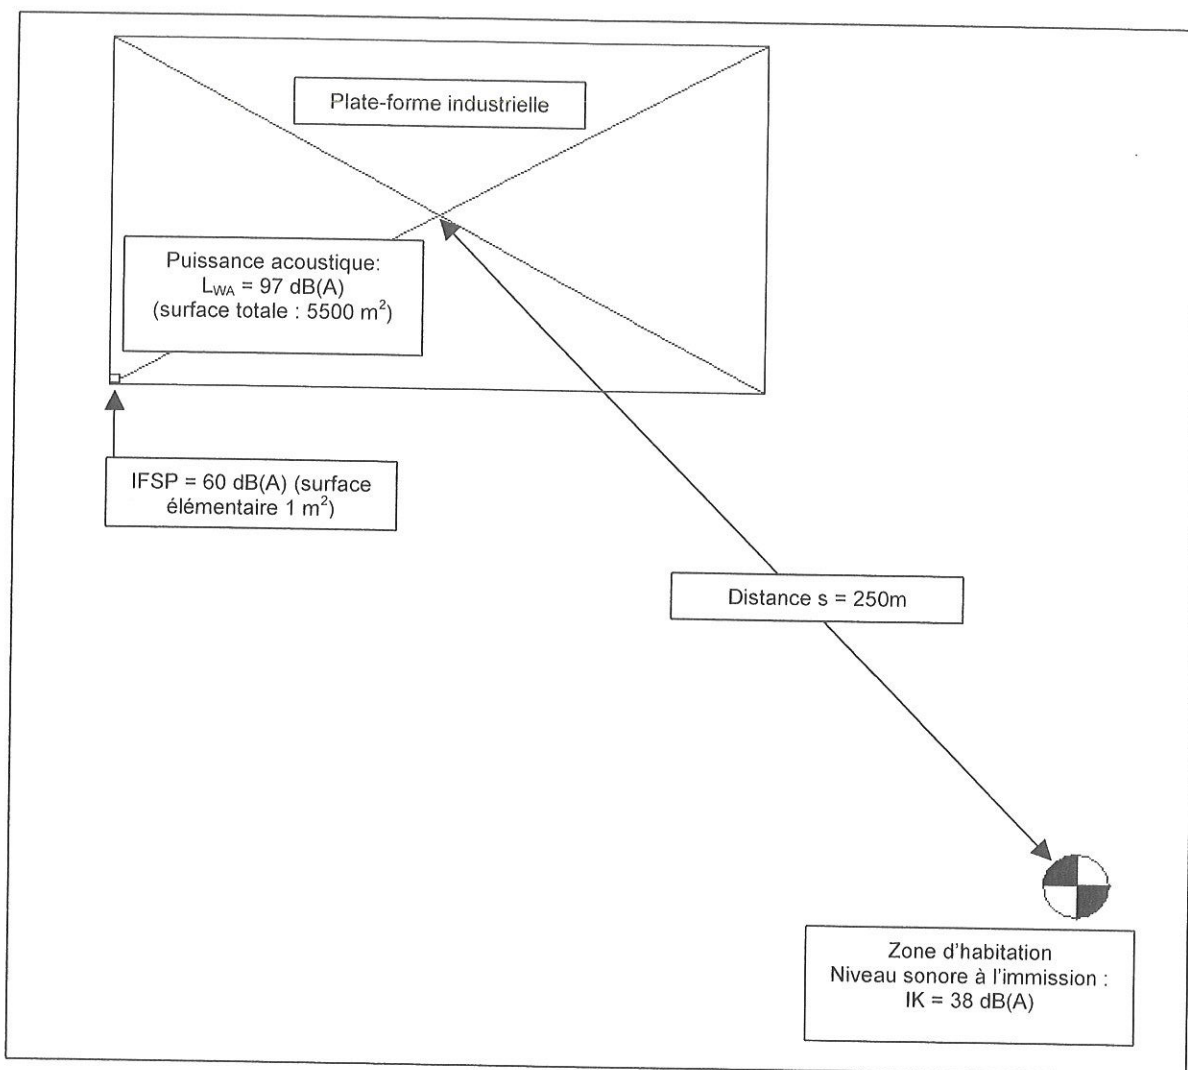 Plate-forme industrielle
Puissance acoustique:
LWA = 97 dB(A)
(surface totale : 5500 m²)
IFSP = 60 dB(A) (surface
élémentaire 1 m²)
Distance s = 250m
Zone d'habitation
Niveau sonore à l'immission :
IK = 38 dB(A)